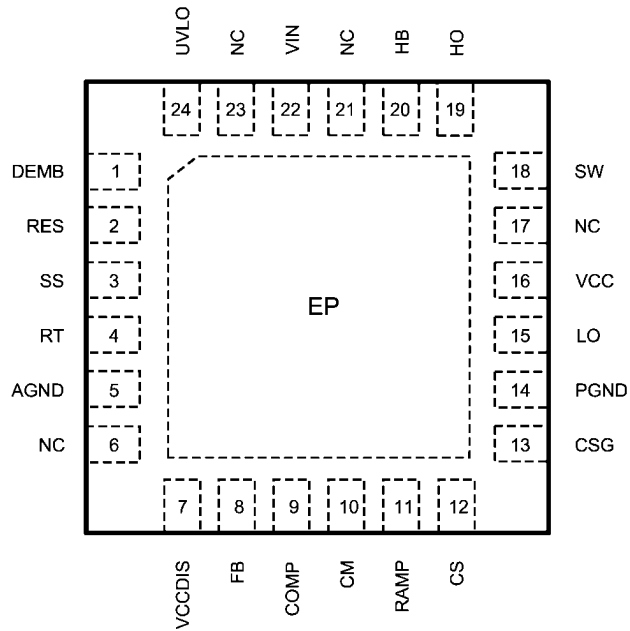 UVLO NC VIN NC HB HO
24 23 22 21 20 19
DEMB 1 18 SW
RES 2 17 NC
SS 3 16 VCC
EP
RT 4 15 LO
AGND 5 14 PGND
NC 6 13 CSG
7 8 9 10 11 12
VCCDIS FB COMP CM RAMP CS